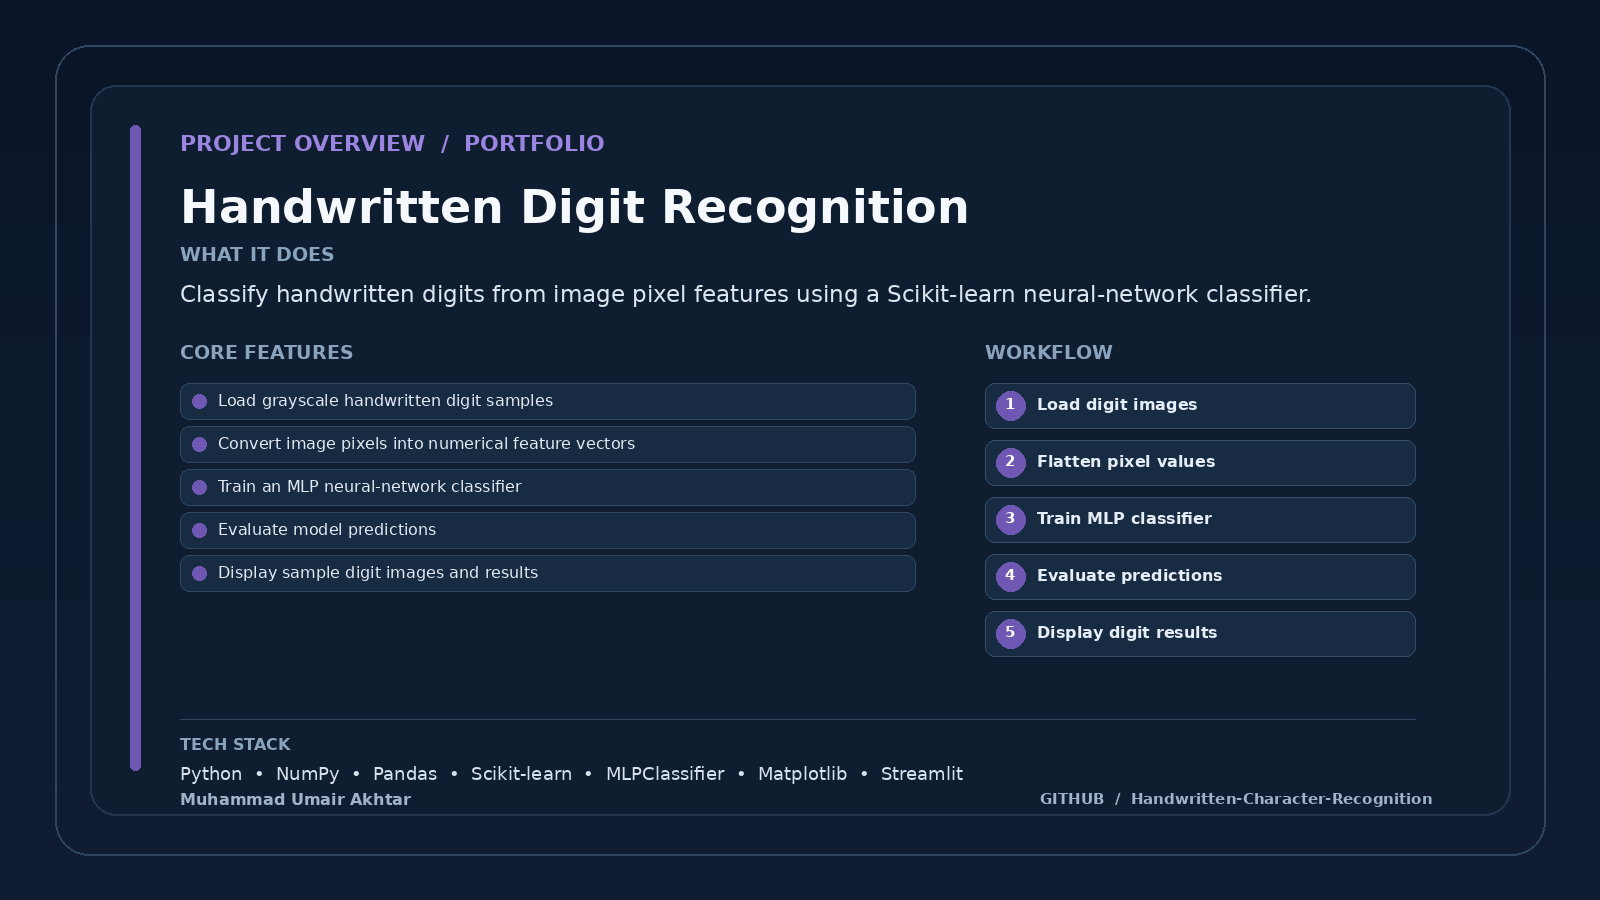 PROJECT OVERVIEW / PORTFOLIO
Handwritten Digit Recognition
WHAT IT DOES
Classify handwritten digits from image pixel features using a Scikit-learn neural-network classifier.
CORE FEATURES
Load grayscale handwritten digit samples
Convert image pixels into numerical feature vectors
Train an MLP neural-network classifier
Evaluate model predictions
Display sample digit images and results
WORKFLOW
1 Load digit images
2 Flatten pixel values
3 Train MLP classifier
4 Evaluate predictions
5 Display digit results
TECH STACK
Python • NumPy • Pandas • Scikit-learn • MLPClassifier • Matplotlib • Streamlit
Muhammad Umair Akhtar
GITHUB / Handwritten-Character-Recognition